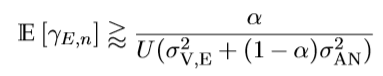 𝔼 [γ_{E,n}] ⪆ α / (U(σ²_{V,E} + (1 − α)σ²_{AN}))